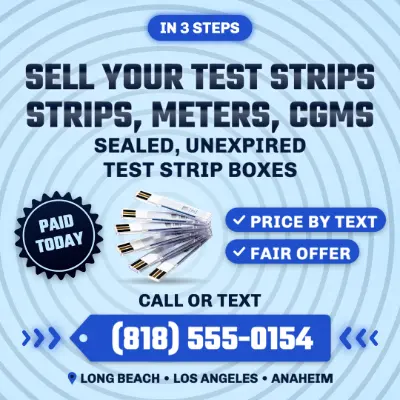 IN 3 STEPS
SELL YOUR TEST STRIPS
STRIPS, METERS, CGMS
SEALED, UNEXPIRED
TEST STRIP BOXES
PAID
TODAY
PRICE BY TEXT
FAIR OFFER
CALL OR TEXT
(818) 555-0154
LONG BEACH • LOS ANGELES • ANAHEIM